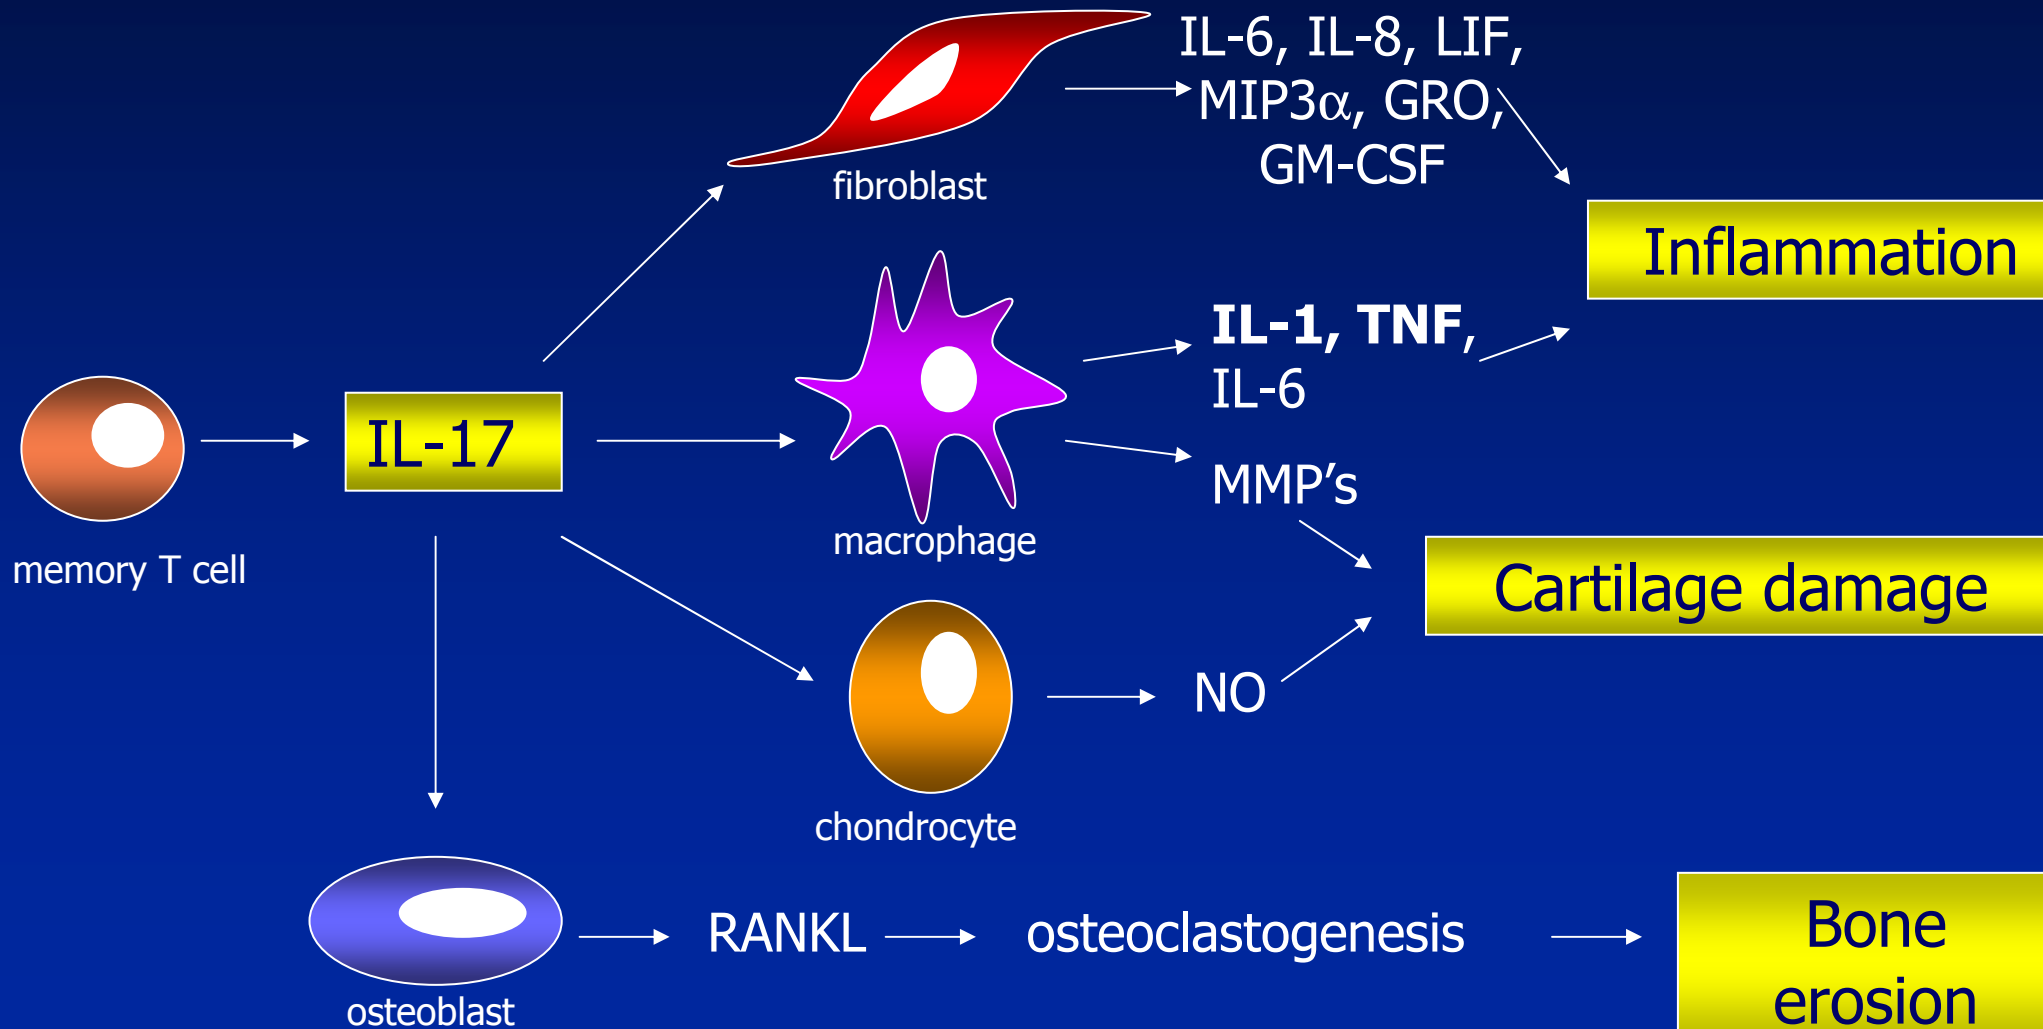 IL-6, IL-8, LIF,
MIP3α, GRO,
GM-CSF
fibroblast
Inflammation
IL-1, TNF,
IL-6
IL-17
MMP’s
macrophage
memory T cell
Cartilage damage
NO
chondrocyte
RANKL
osteoclastogenesis
Bone
erosion
osteoblast